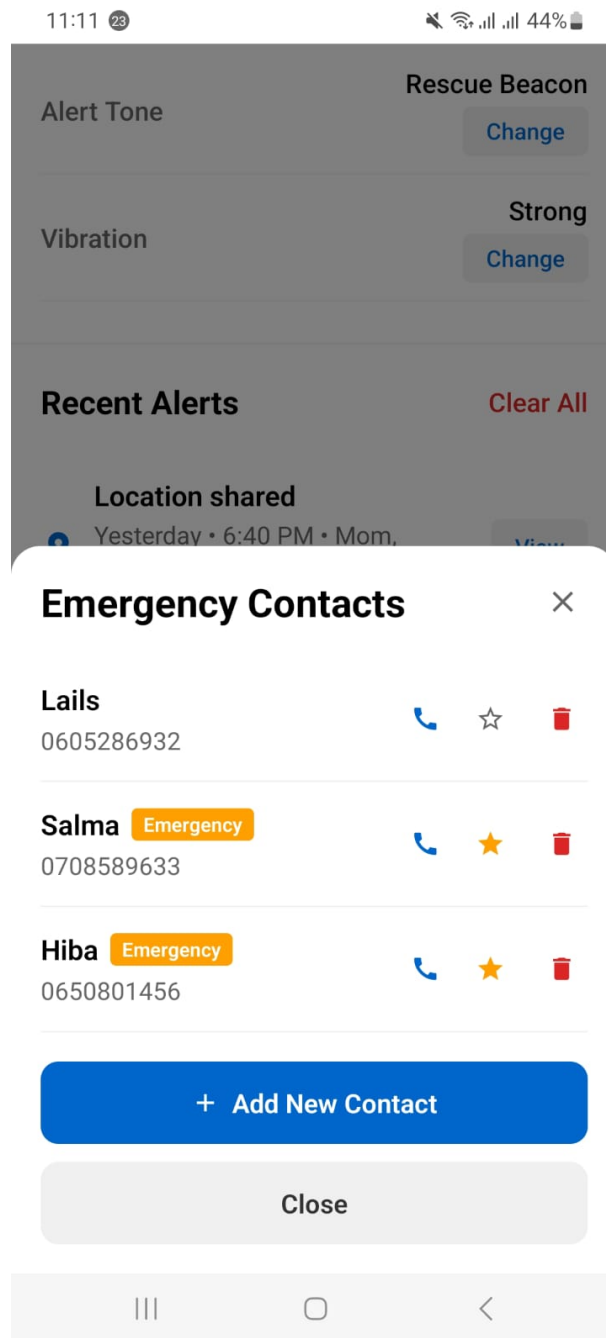 11:11 23 44%
Rescue Beacon
Alert Tone
Change
Strong
Vibration
Change
Recent Alerts Clear All
Location shared
Yesterday • 6:40 PM • Mom,
View
Emergency Contacts
Lails
0605286932
Salma Emergency
0708589633
Hiba Emergency
0650801456
+ Add New Contact
Close